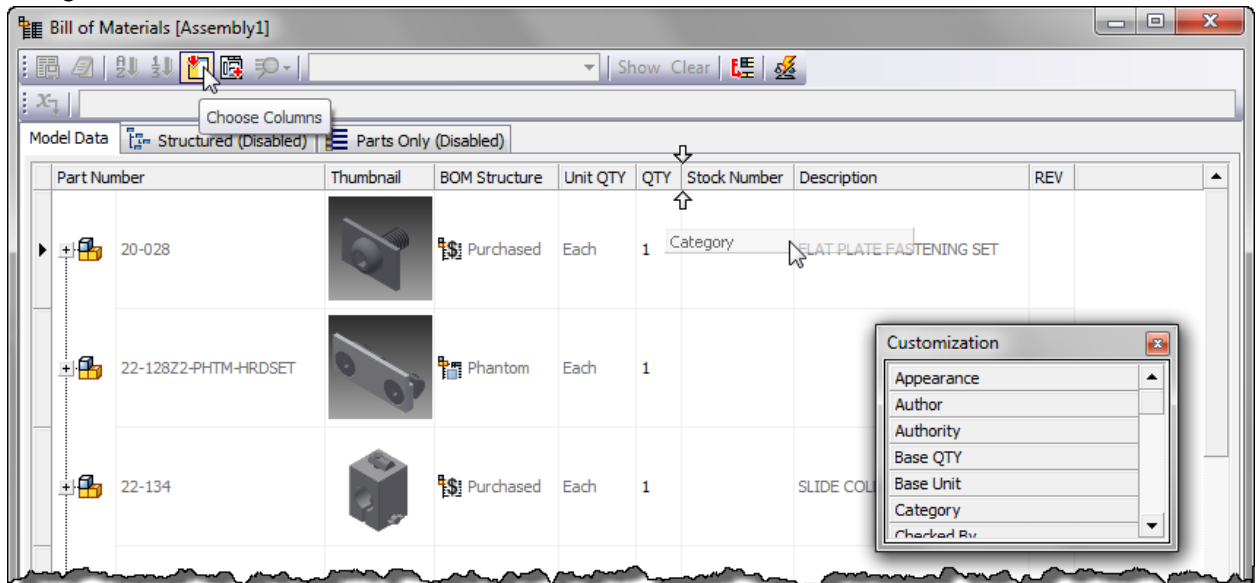 Bill of Materials [Assembly1]
Show Clear
Choose Columns
Model Data Structured (Disabled) Parts Only (Disabled)
Part Number Thumbnail BOM Structure Unit QTY QTY Stock Number Description REV
Category
20-028 Purchased Each 1 FLAT PLATE FASTENING SET
22-128Z2-PHTM-HRDSET Phantom Each 1
22-134 Purchased Each 1 SLIDE COL
Customization
Appearance
Author
Authority
Base QTY
Base Unit
Category
Checked By